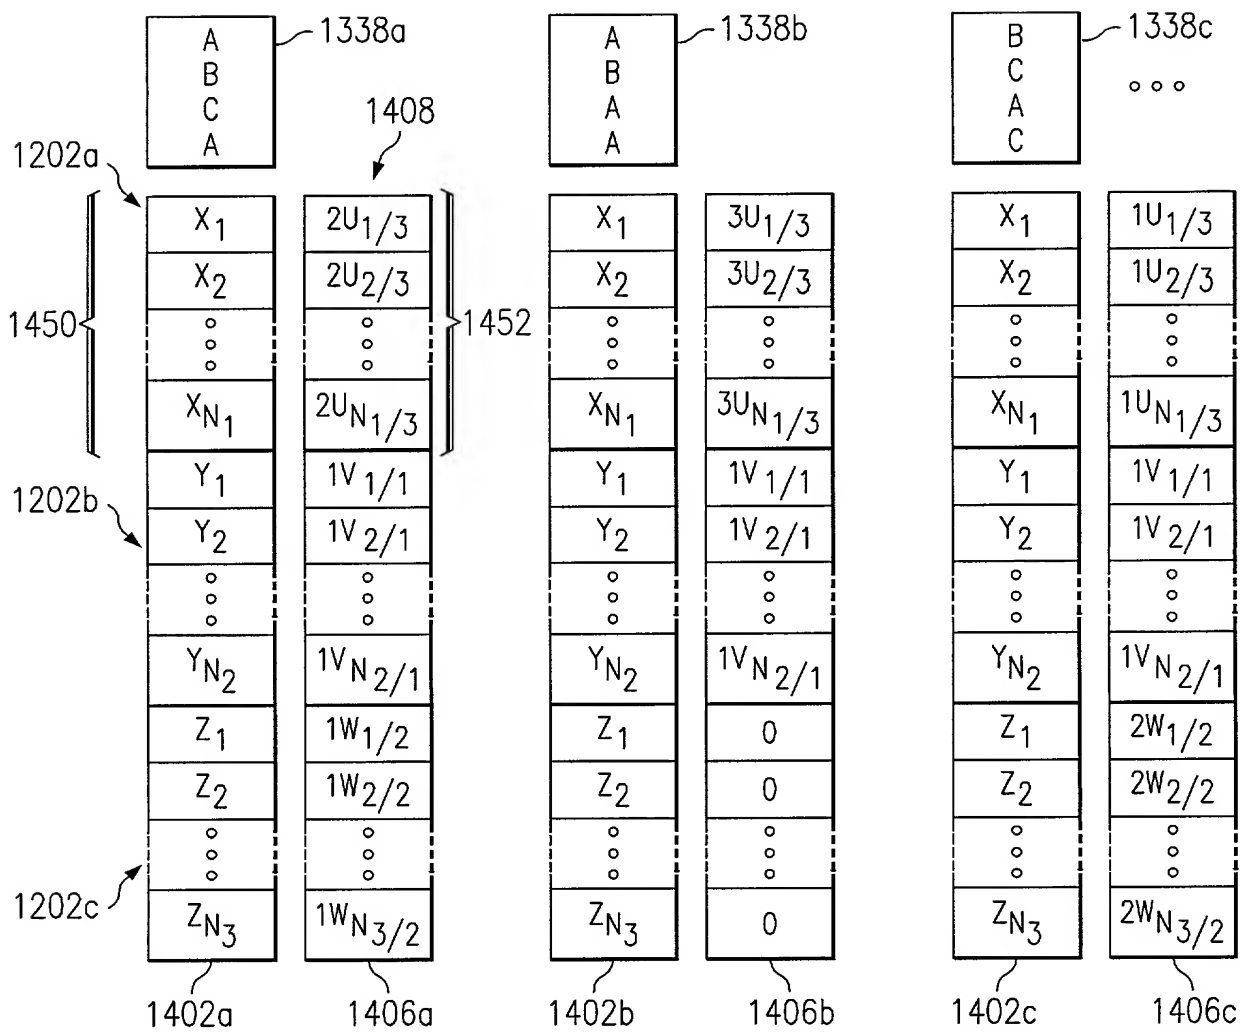 A
B
C
A
1338a
A
B
A
A
1338b
B
C
A
C
1338c
1408
1202a
1450
1452
1202b
1202c
X1
X2
XN1
Y1
Y2
YN2
Z1
Z2
ZN3
1402a
2U1/3
2U2/3
2UN1/3
1V1/1
1V2/1
1VN2/1
1W1/2
1W2/2
1WN3/2
1406a
X1
X2
XN1
Y1
Y2
YN2
Z1
Z2
ZN3
1402b
3U1/3
3U2/3
3UN1/3
1V1/1
1V2/1
1VN2/1
0
0
0
1406b
X1
X2
XN1
Y1
Y2
YN2
Z1
Z2
ZN3
1402c
1U1/3
1U2/3
1UN1/3
1V1/1
1V2/1
1VN2/1
2W1/2
2W2/2
2WN3/2
1406c